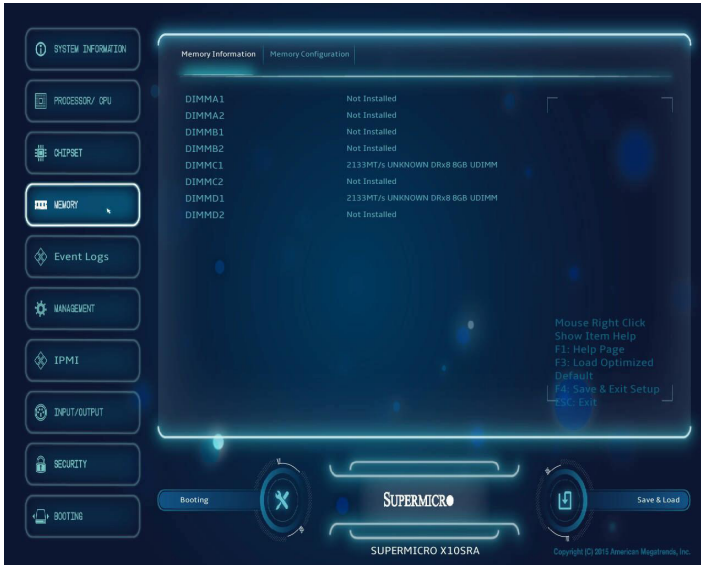 SYSTEM INFORMATION
PROCESSOR/ CPU
CHIPSET
MEMORY
Event Logs
MANAGEMENT
IPMI
INPUT/OUTPUT
SECURITY
BOOTING
Memory Information
Memory Configuration
DIMMA1 Not Installed
DIMMA2 Not Installed
DIMMB1 Not Installed
DIMMB2 Not Installed
DIMMC1 2133MT/s UNKNOWN DRx8 8GB UDIMM
DIMMC2 Not Installed
DIMMD1 2133MT/s UNKNOWN DRx8 8GB UDIMM
DIMMD2 Not Installed
Mouse Right Click
Show Item Help
F1: Help Page
F3: Load Optimized
Default
F4: Save & Exit Setup
ESC: Exit
Booting
SUPERMICRO
Save & Load
SUPERMICRO X10SRA
Copyright (C) 2015 American Megatrends, Inc.